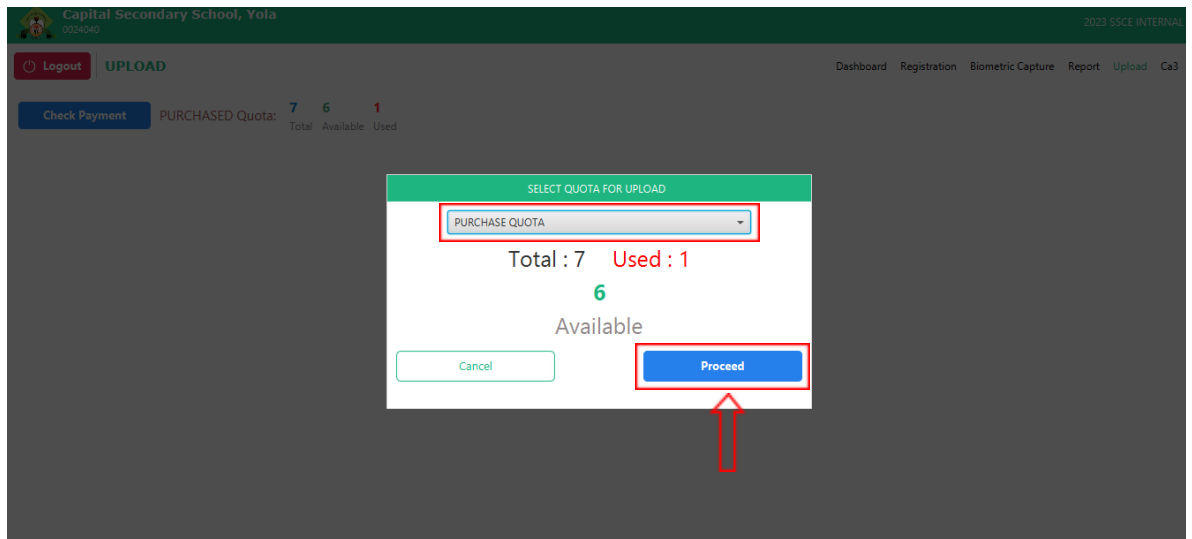 Capital Secondary School, Yola
0024040
2023 SSCE INTERNAL
Logout UPLOAD
Dashboard Registration Biometric Capture Report Upload Ca3
Check Payment PURCHASED Quota: 7 6 1
Total Available Used
SELECT QUOTA FOR UPLOAD
PURCHASE QUOTA
Total : 7 Used : 1
6
Available
Cancel Proceed